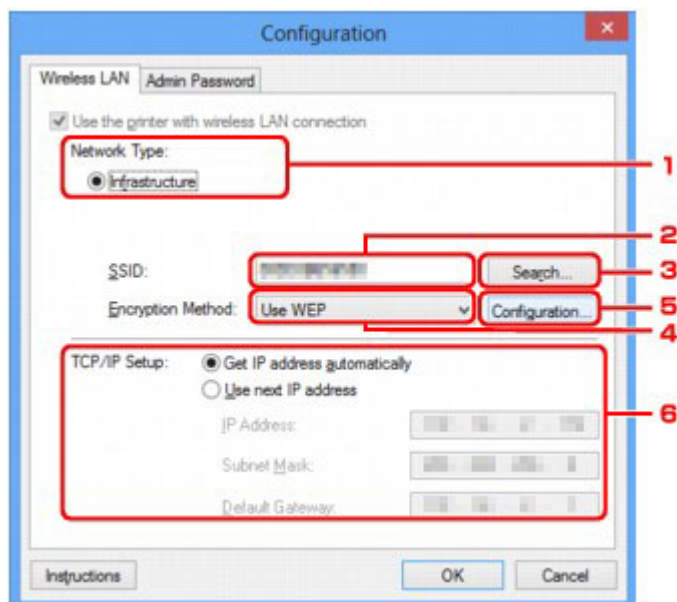 Configuration
Wireless LAN Admin Password
Use the printer with wireless LAN connection
Network Type:
Infrastructure
1
2
SSID: Search... 3
Encryption Method: Use WEP Configuration... 5
4
TCP/IP Setup: Get IP address automatically
Use next IP address
6
IP Address:
Subnet Mask:
Default Gateway:
Instructions OK Cancel